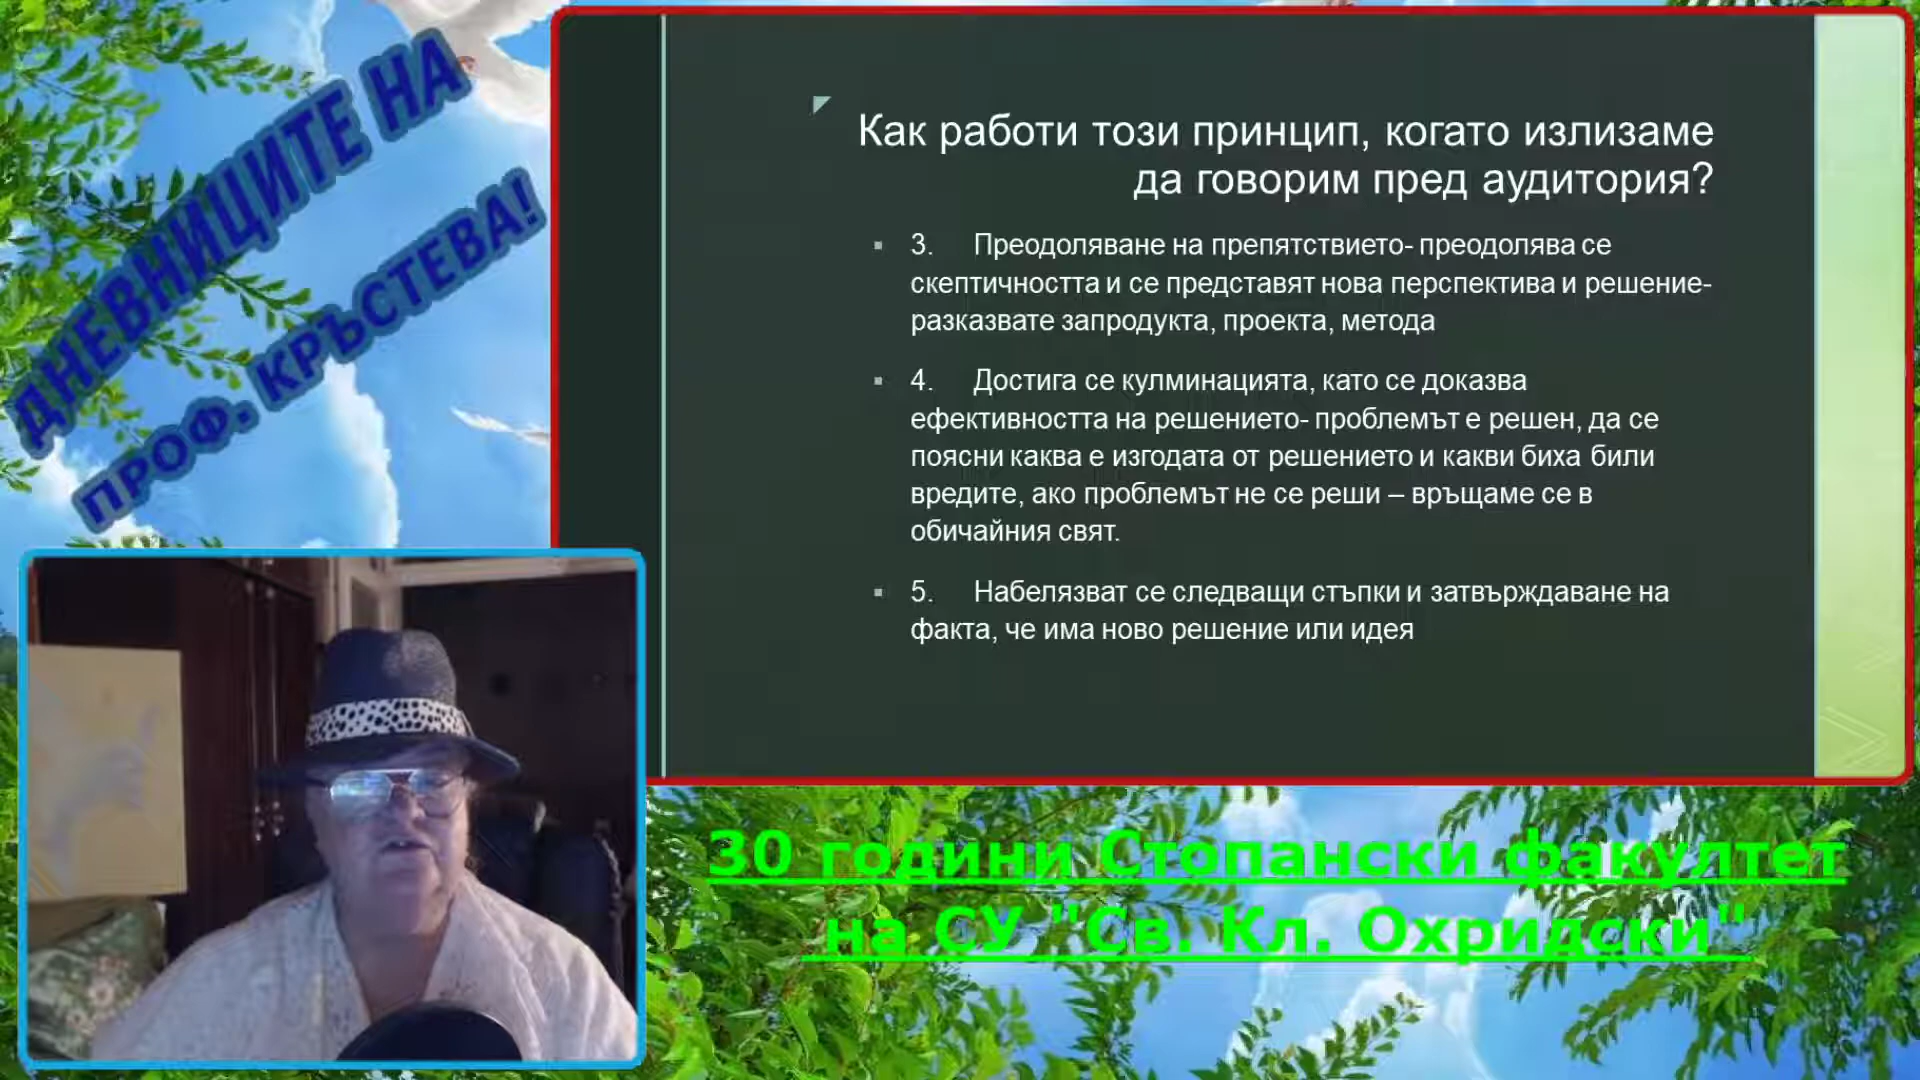 ДНЕВНИЦИТЕ НА
ПРОФ. КРЪСТЕВА!
Как работи този принцип, когато излизаме
да говорим пред аудитория?
▪ 3. Преодоляване на препятствието- преодолява се
скептичността и се представят нова перспектива и решение-
разказвате запродукта, проекта, метода
▪ 4. Достига се кулминацията, като се доказва
ефективността на решението- проблемът е решен, да се
поясни каква е изгодата от решението и какви биха били
вредите, ако проблемът не се реши – връщаме се в
обичайния свят.
▪ 5. Набелязват се следващи стъпки и затвърждаване на
факта, че има ново решение или идея
30 години Стопански факултет
на СУ "Св. Кл. Охридски"